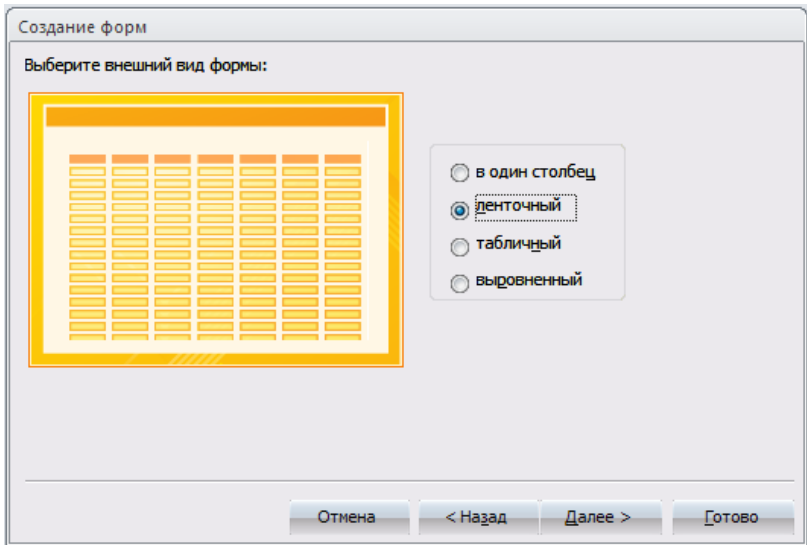 Создание форм
Выберите внешний вид формы:
в один столбец
ленточный
табличный
выровненный
Отмена
< Назад
Далее >
Готово